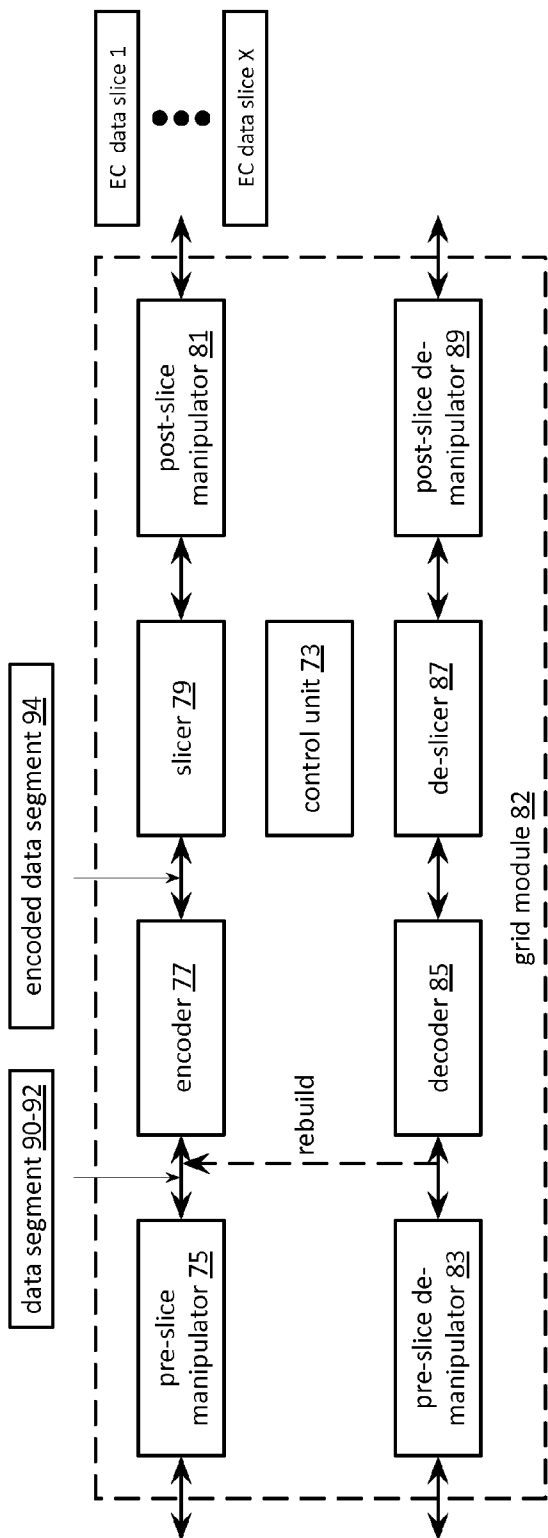 data segment 90-92
encoded data segment 94
EC data slice 1
EC data slice X
pre-slice
manipulator 75
encoder 77
slicer 79
post-slice
manipulator 81
rebuild
control unit 73
pre-slice de-
manipulator 83
decoder 85
de-slicer 87
post-slice de-
manipulator 89
grid module 82